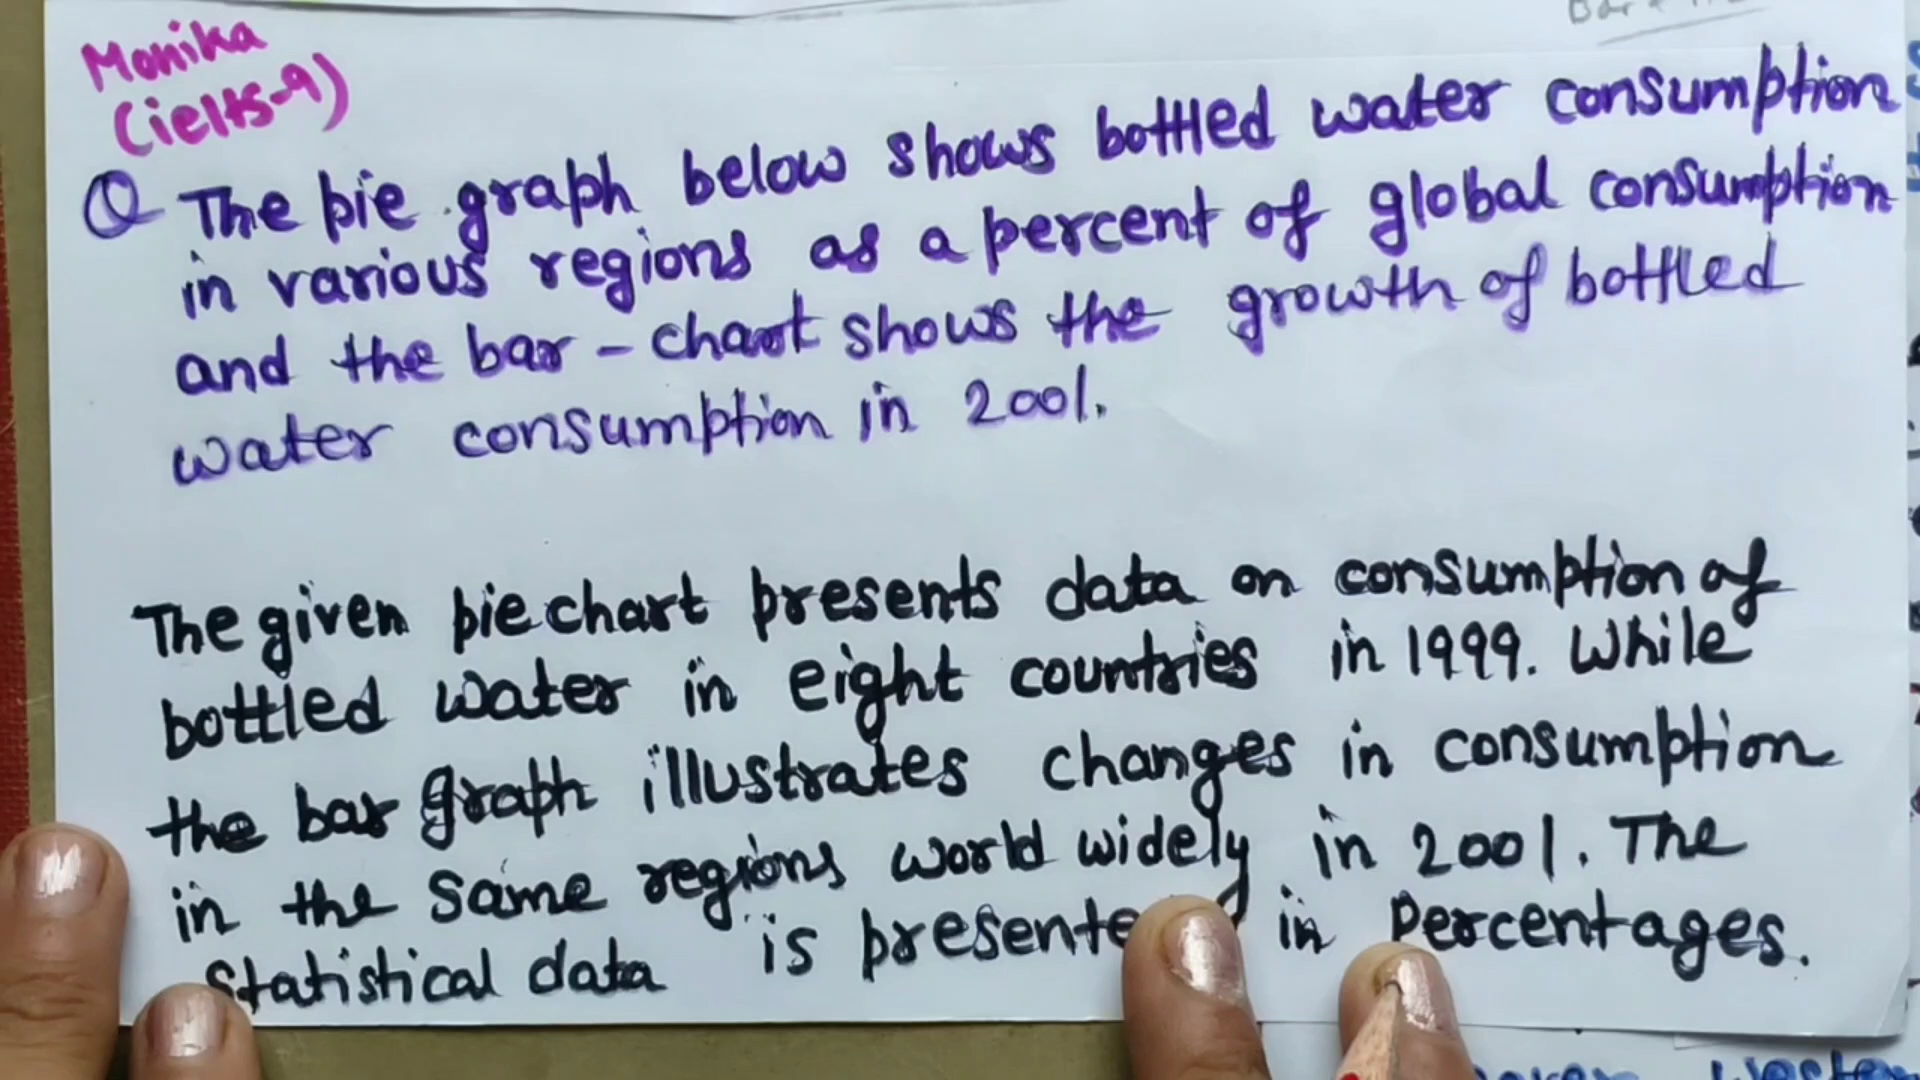 Monika
(ielts-9)
Q The pie graph below shows bottled water consumption
in various regions as a percent of global consumption
and the bar - chart shows the growth of bottled
water consumption in 2001.
The given pie chart presents data on consumption of
bottled water in eight countries in 1999. While
the bar graph illustrates changes in consumption
in the same regions world widely in 2001. The
statistical data is presented in Percentages.